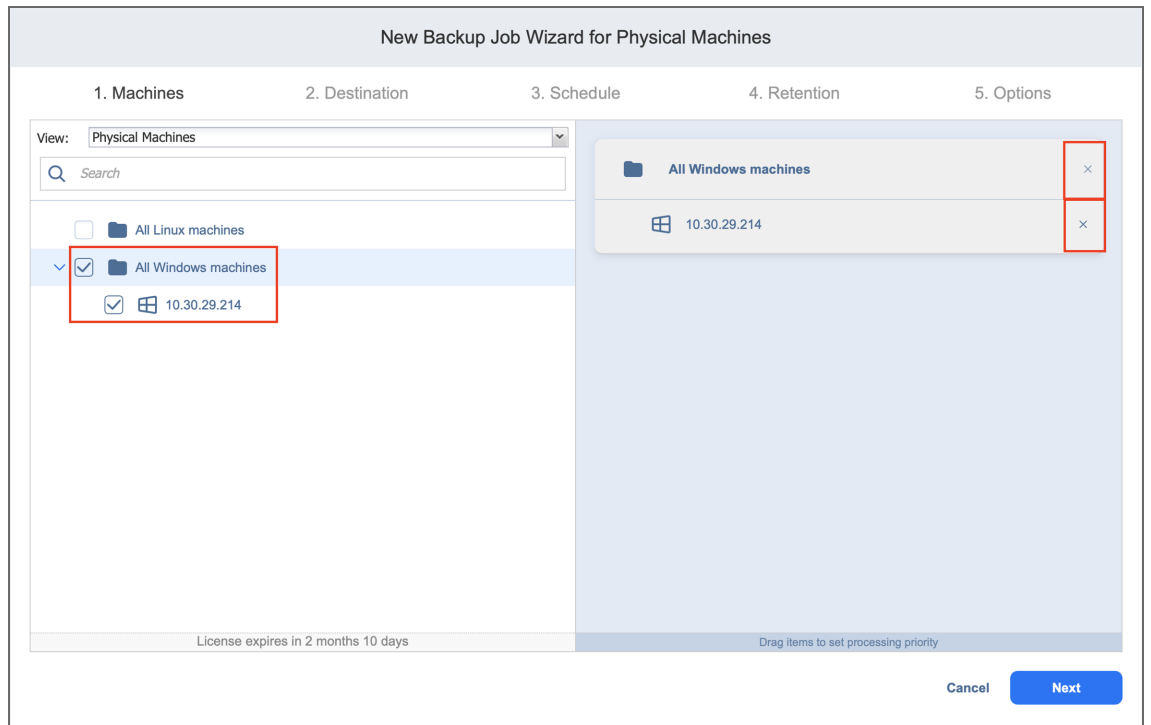 New Backup Job Wizard for Physical Machines
1. Machines 2. Destination 3. Schedule 4. Retention 5. Options
View: Physical Machines
Search
All Linux machines
All Windows machines
10.30.29.214
License expires in 2 months 10 days
All Windows machines
10.30.29.214
Drag items to set processing priority
Cancel Next